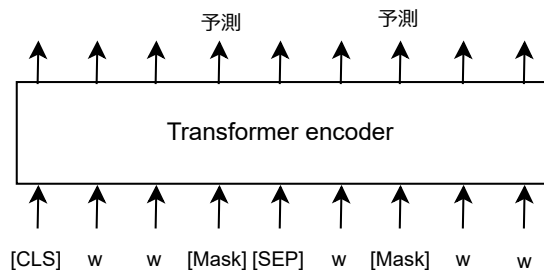 予測 予測
Transformer encoder
[CLS] w w [Mask] [SEP] w [Mask] w w